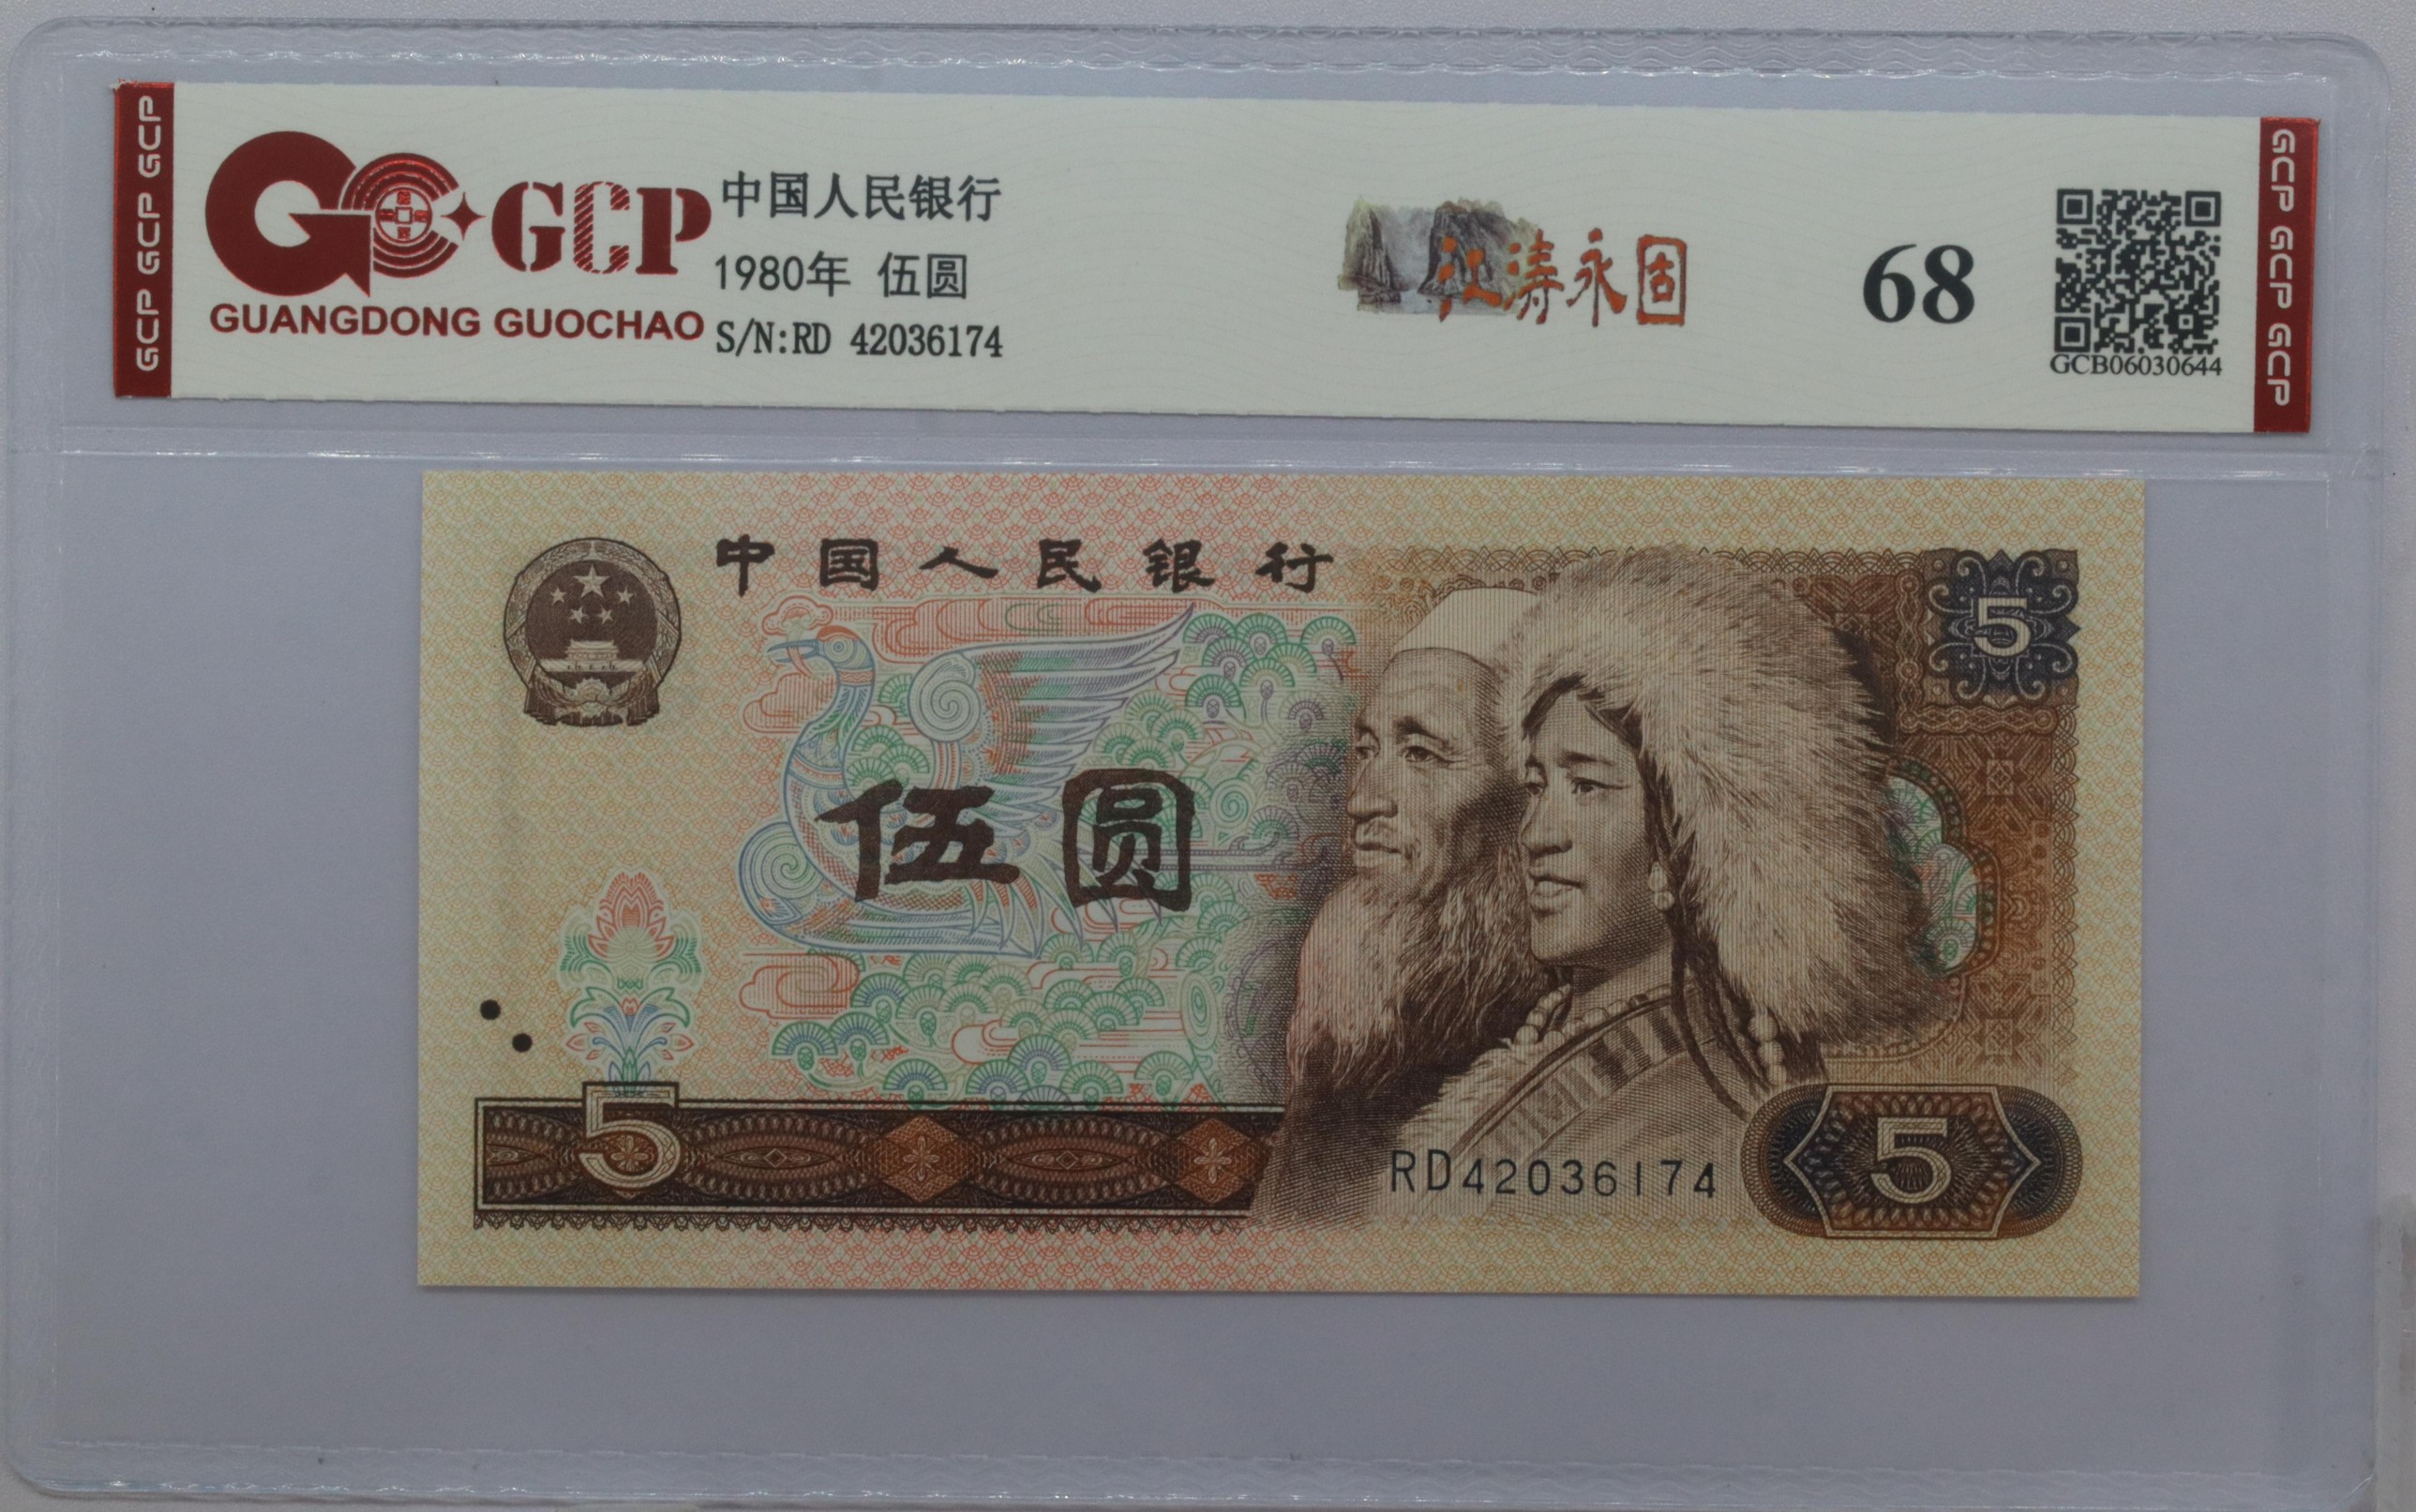 GCP GCP GCP
GCP
GUANGDONG GUOCHAO
中国人民银行
1980年 伍圆
S/N:RD 42036174
江涛永固
68
GCB06030644
GCP GCP GCP
中国人民银行
5
伍圆
5
RD42036174
5